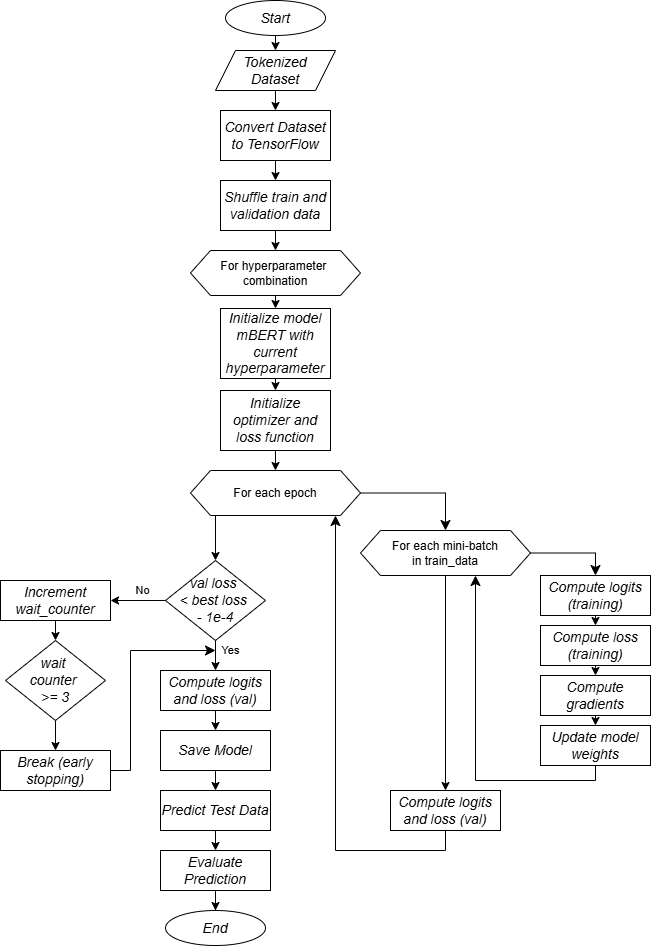 Start
Tokenized
Dataset
Convert Dataset
to TensorFlow
Shuffle train and
validation data
For hyperparameter
combination
Initialize model
mBERT with
current
hyperparameter
Initialize
optimizer and
loss function
For each epoch
For each mini-batch
in train_data
Compute logits
(training)
Compute loss
(training)
Compute
gradients
Update model
weights
Compute logits
and loss (val)
val loss
< best loss
- 1e-4
No
Increment
wait_counter
wait
counter
>= 3
Break (early
stopping)
Yes
Compute logits
and loss (val)
Save Model
Predict Test Data
Evaluate
Prediction
End